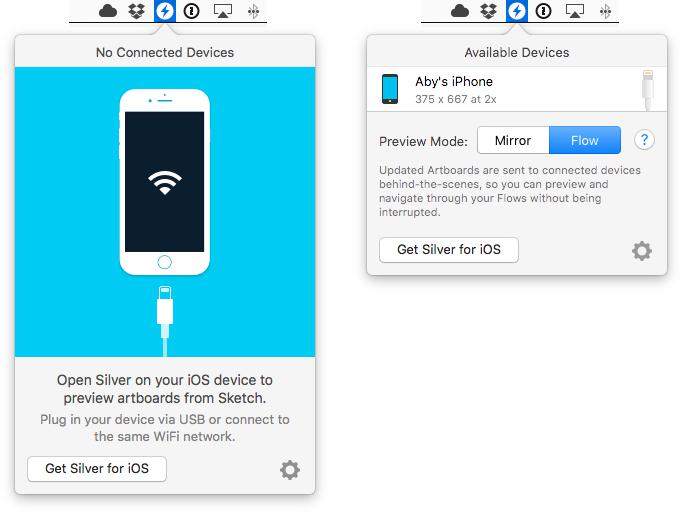 No Connected Devices
Open Silver on your iOS device to
preview artboards from Sketch.
Plug in your device via USB or connect to
the same WiFi network.
Get Silver for iOS
Available Devices
Aby's iPhone
375 x 667 at 2x
Preview Mode: Mirror Flow ?
Updated Artboards are sent to connected devices
behind-the-scenes, so you can preview and
navigate through your Flows without being
interrupted.
Get Silver for iOS